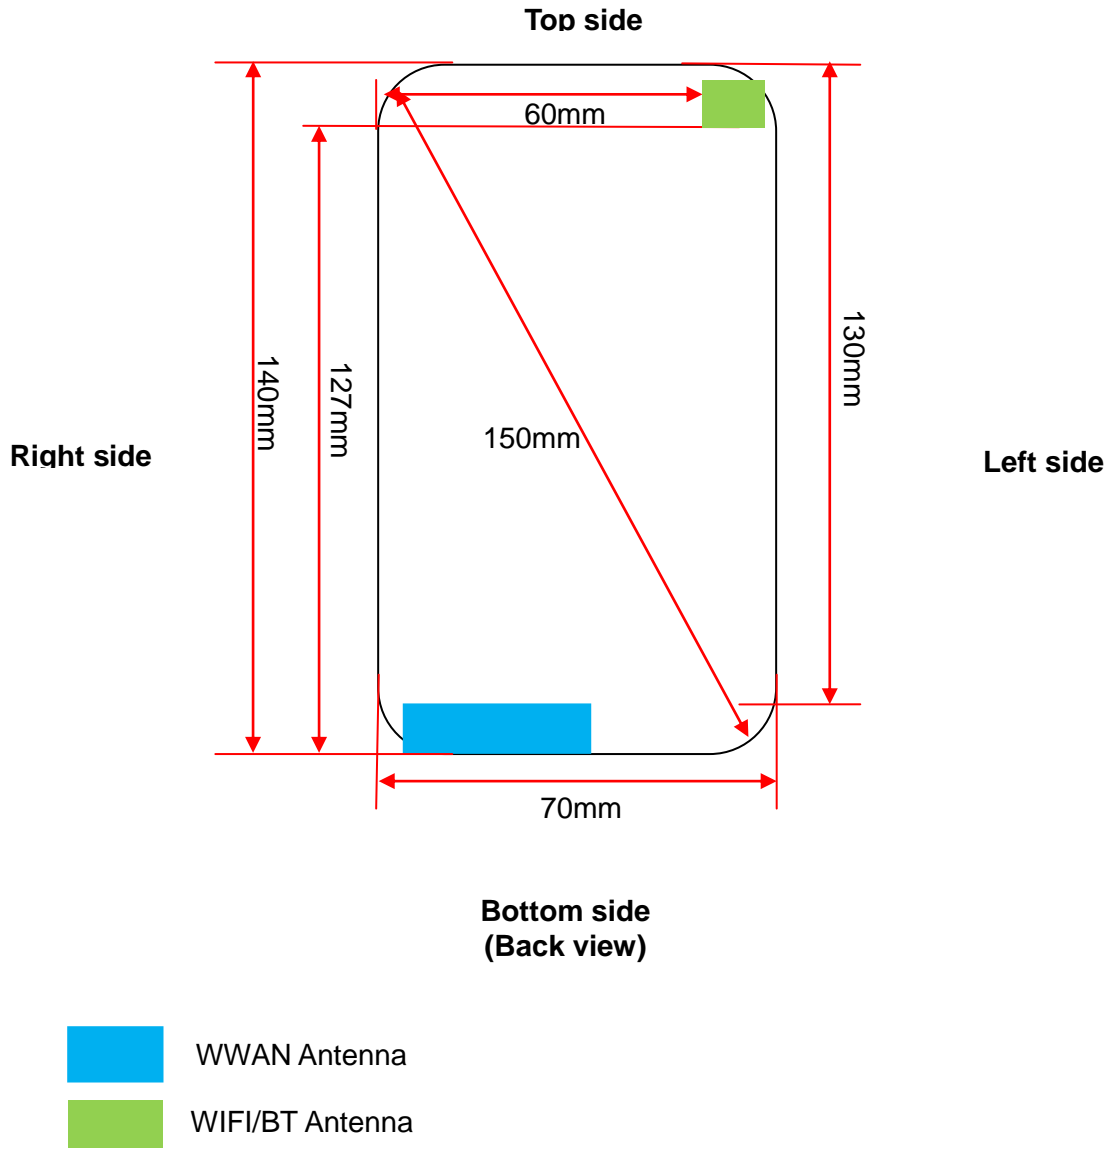 Top side
60mm
130mm
140mm
127mm
150mm
Right side
Left side
70mm
Bottom side
(Back view)
WWAN Antenna
WIFI/BT Antenna